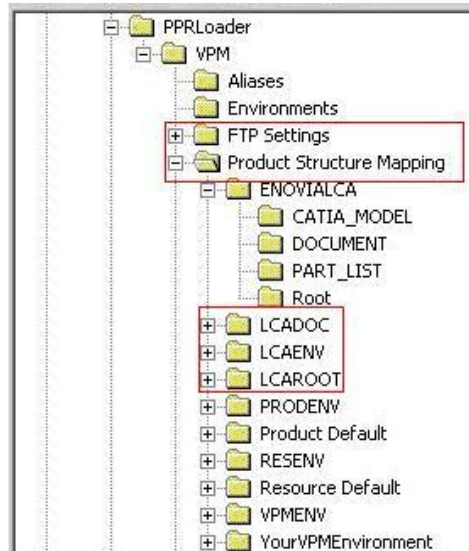 PPRLoader
VPM
Aliases
Environments
FTP Settings
Product Structure Mapping
ENOVIALCA
CATIA_MODEL
DOCUMENT
PART_LIST
Root
LCADOC
LCAENV
LCAROOT
PRODENV
Product Default
RESENV
Resource Default
VPMENV
YourVPMEnvironment